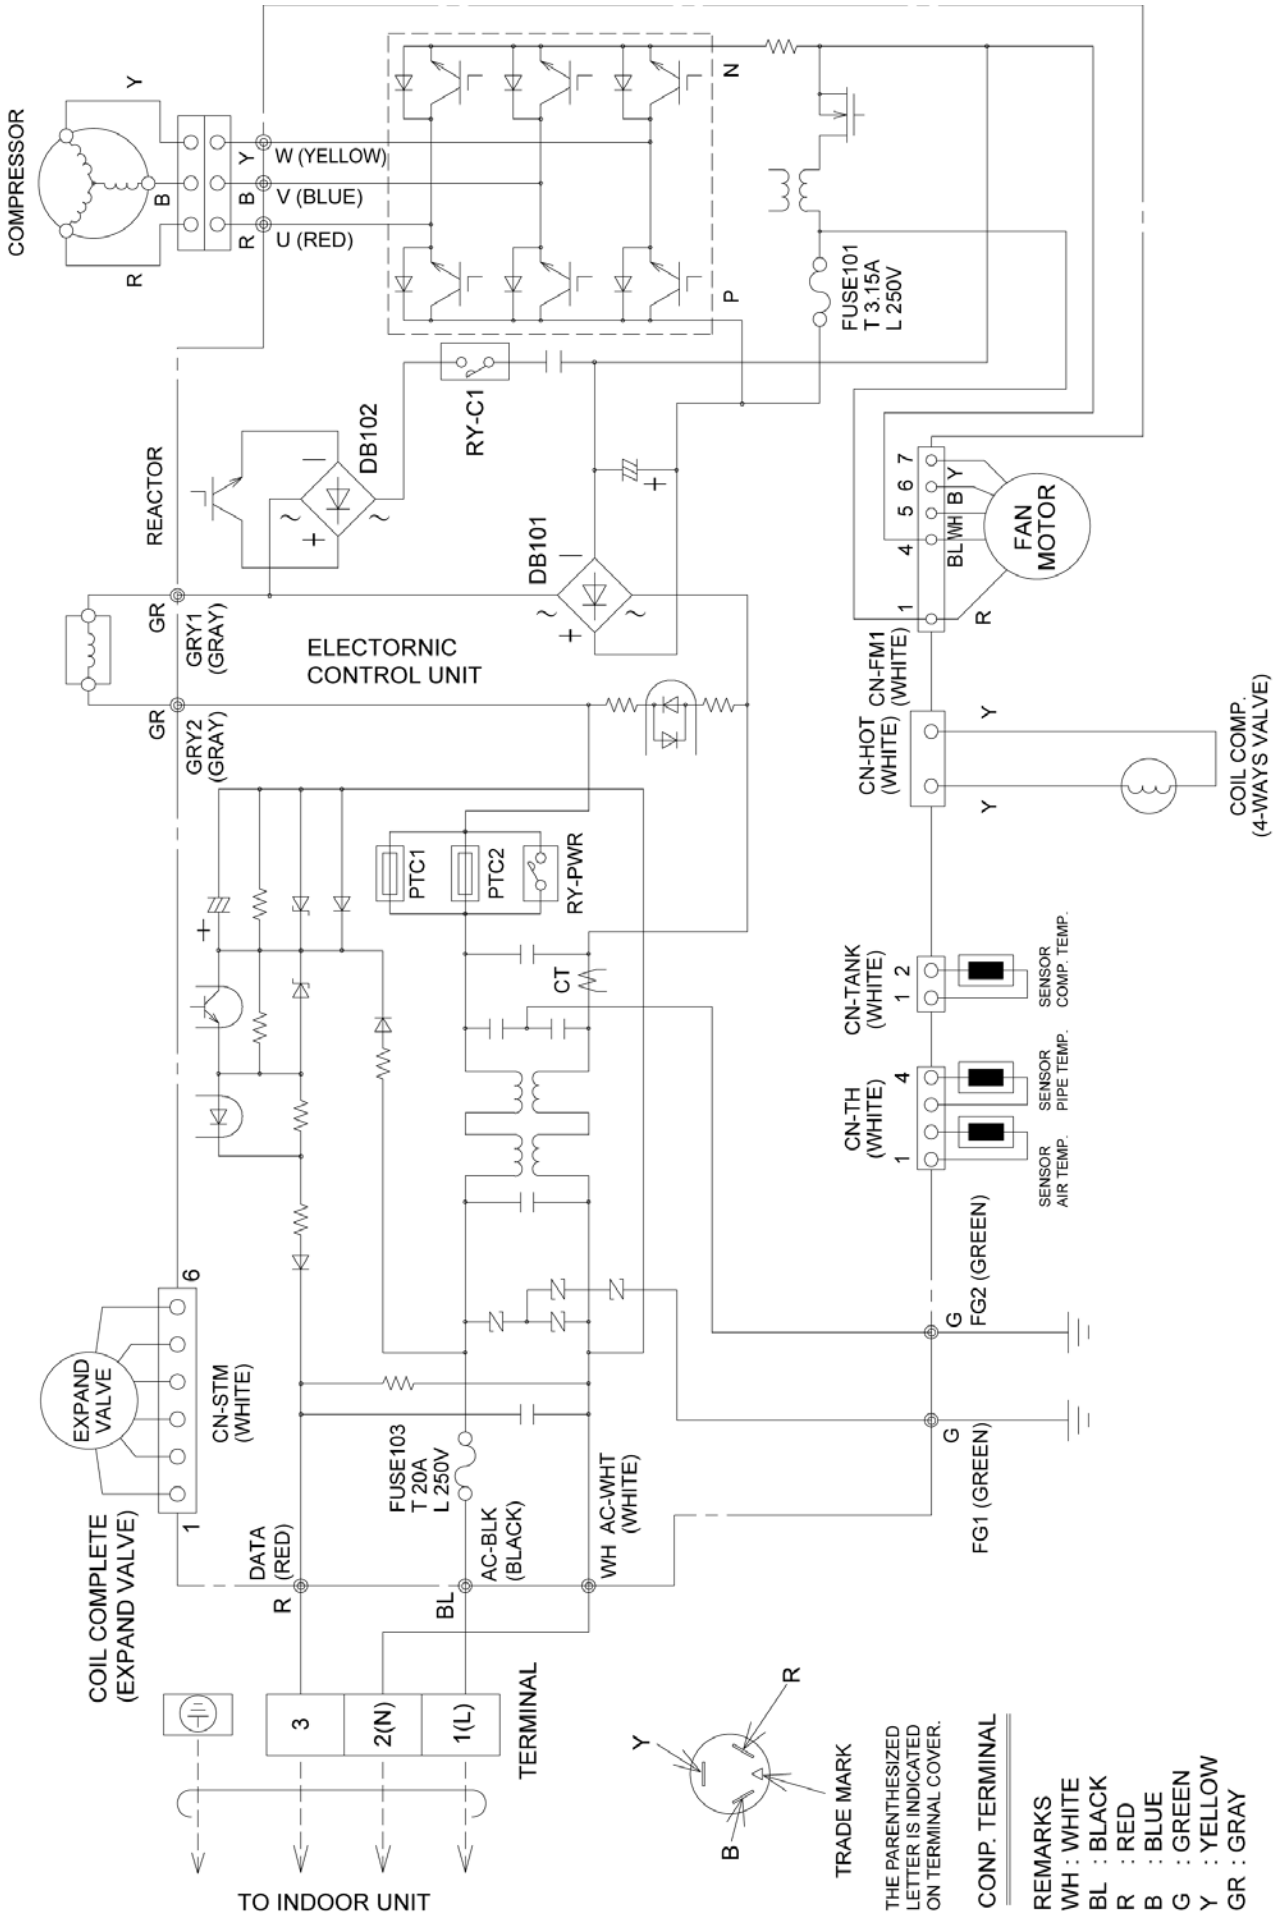 COMPRESSOR
Y
B
R
Y
B
R
W (YELLOW)
V (BLUE)
U (RED)
N
P
FUSE101
T 3.15A
L 250V
REACTOR
DB102
RY-C1
GR
GRY1
(GRAY)
GR
GRY2
(GRAY)
DB101
ELECTORNIC
CONTROL UNIT
PTC1
PTC2
RY-PWR
CT
1
4
5
6
7
R
BL
WH
B
Y
FAN
MOTOR
CN-FM1
(WHITE)
CN-HOT
(WHITE)
Y
Y
COIL COMP.
(4-WAYS VALVE)
CN-TANK
(WHITE)
1
2
SENSOR
COMP. TEMP.
CN-TH
(WHITE)
1
4
SENSOR
PIPE TEMP.
SENSOR
AIR TEMP.
G
FG2 (GREEN)
G
FG1 (GREEN)
EXPAND
VALVE
6
1
CN-STM
(WHITE)
COIL COMPLETE
(EXPAND VALVE)
DATA
(RED)
R
FUSE103
T 20A
L 250V
AC-BLK
(BLACK)
BL
WH
AC-WHT
(WHITE)
3
2(N)
1(L)
TERMINAL
TO INDOOR UNIT
Y
R
B
TRADE MARK
THE PARENTHESIZED
LETTER IS INDICATED
ON TERMINAL COVER.
CONP. TERMINAL
REMARKS
WH : WHITE
BL : BLACK
R : RED
B : BLUE
G : GREEN
Y : YELLOW
GR : GRAY